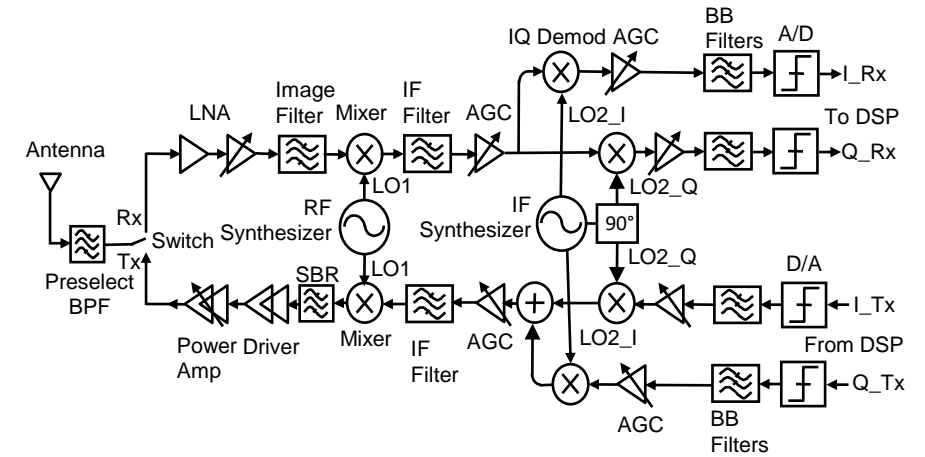 BB
Filters
A/D
IQ Demod AGC
I_Rx
LO2_I
Image
Filter
Mixer
IF
Filter
AGC
LNA
To DSP
Q_Rx
Antenna
LO1
LO2_Q
Rx
Switch
RF
Synthesizer
IF
Synthesizer
90°
Tx
Preselect
BPF
SBR
LO1
LO2_Q
D/A
I_Tx
Power Driver
Amp
Mixer
IF
Filter
AGC
LO2_I
From DSP
Q_Tx
AGC
BB
Filters